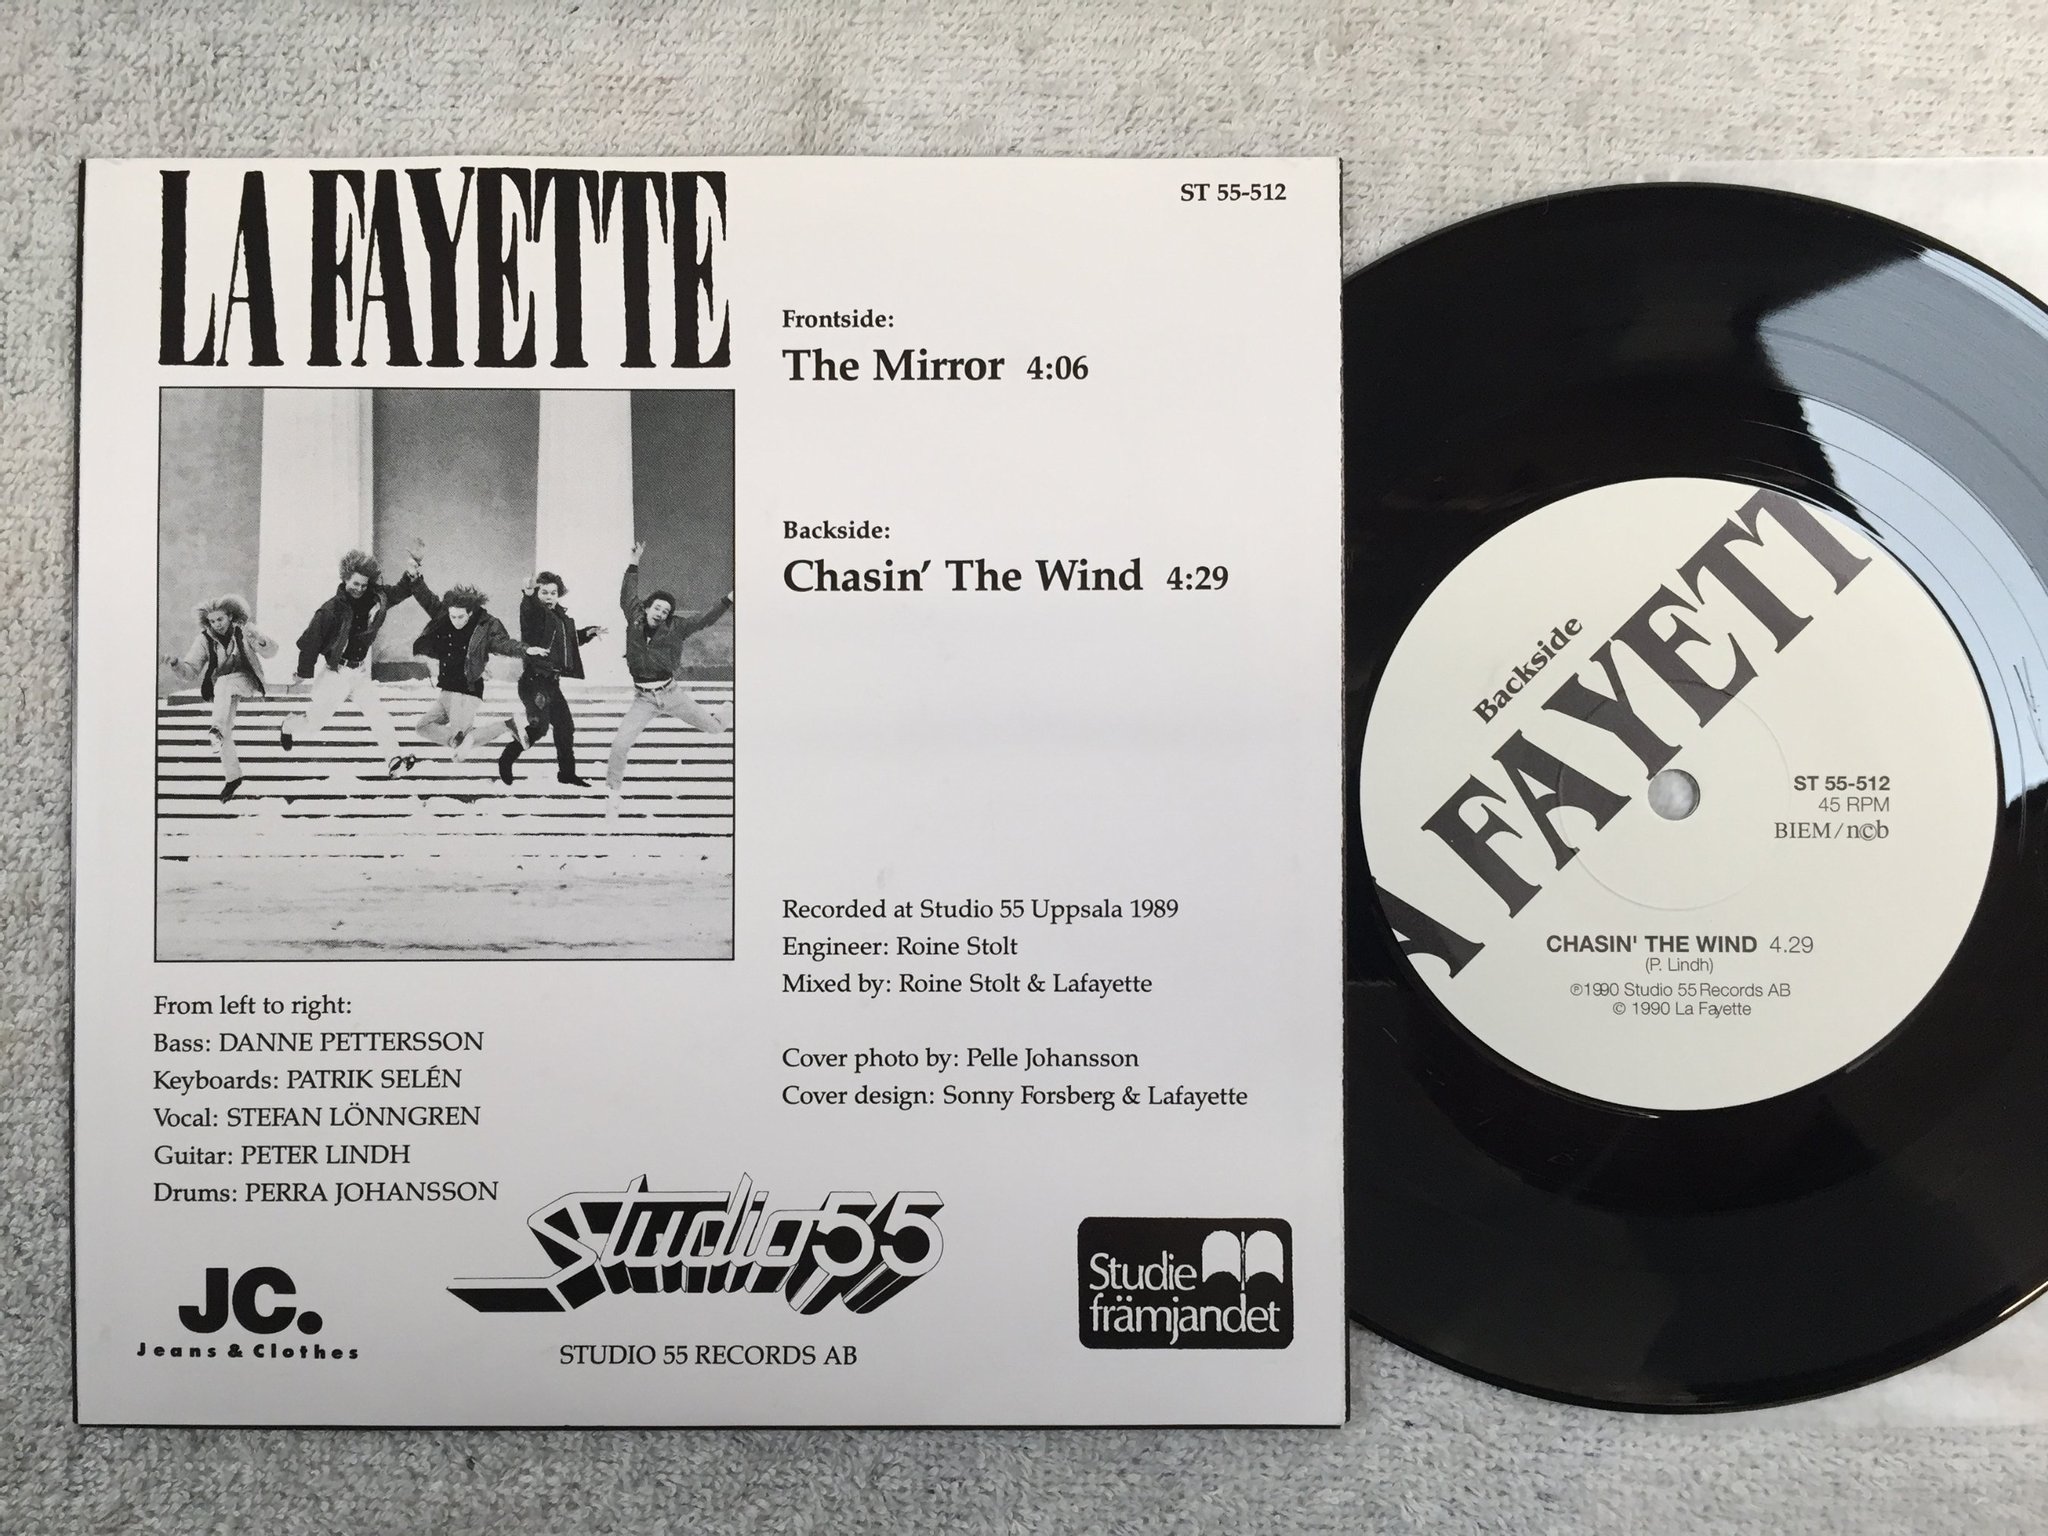 LA FAYETTE
ST 55-512
Frontside:
The Mirror 4:06
Backside:
Chasin' The Wind 4:29
Recorded at Studio 55 Uppsala 1989
Engineer: Roine Stolt
Mixed by: Roine Stolt & Lafayette
Cover photo by: Pelle Johansson
Cover design: Sonny Forsberg & Lafayette
From left to right:
Bass: DANNE PETTERSSON
Keyboards: PATRIK SELÉN
Vocal: STEFAN LÖNNGREN
Guitar: PETER LINDH
Drums: PERRA JOHANSSON
JC.
Jeans & Clothes
Studio 55
STUDIO 55 RECORDS AB
Studie
främjandet
Backside
A FAYETT
ST 55-512
45 RPM
BIEM/n©b
CHASIN' THE WIND 4.29
(P. Lindh)
℗1990 Studio 55 Records AB
© 1990 La Fayette